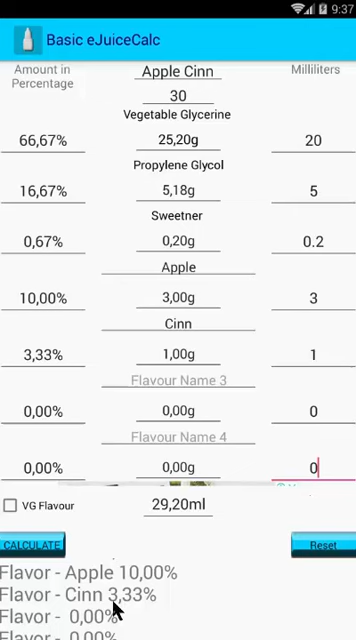 9:37
Basic eJuiceCalc
Amount in Percentage
Apple Cinn
Milliliters
30
Vegetable Glycerine
66,67%
25,20g
20
Propylene Glycol
16,67%
5,18g
5
Sweetner
0,67%
0,20g
0.2
Apple
10,00%
3,00g
3
Cinn
3,33%
1,00g
1
Flavour Name 3
0,00%
0,00g
0
Flavour Name 4
0,00%
0,00g
0
VG Flavour
29,20ml
CALCULATE
Reset
Flavor - Apple 10,00%
Flavor - Cinn 3,33%
Flavor - 0,00%
Flavor - 0,00%